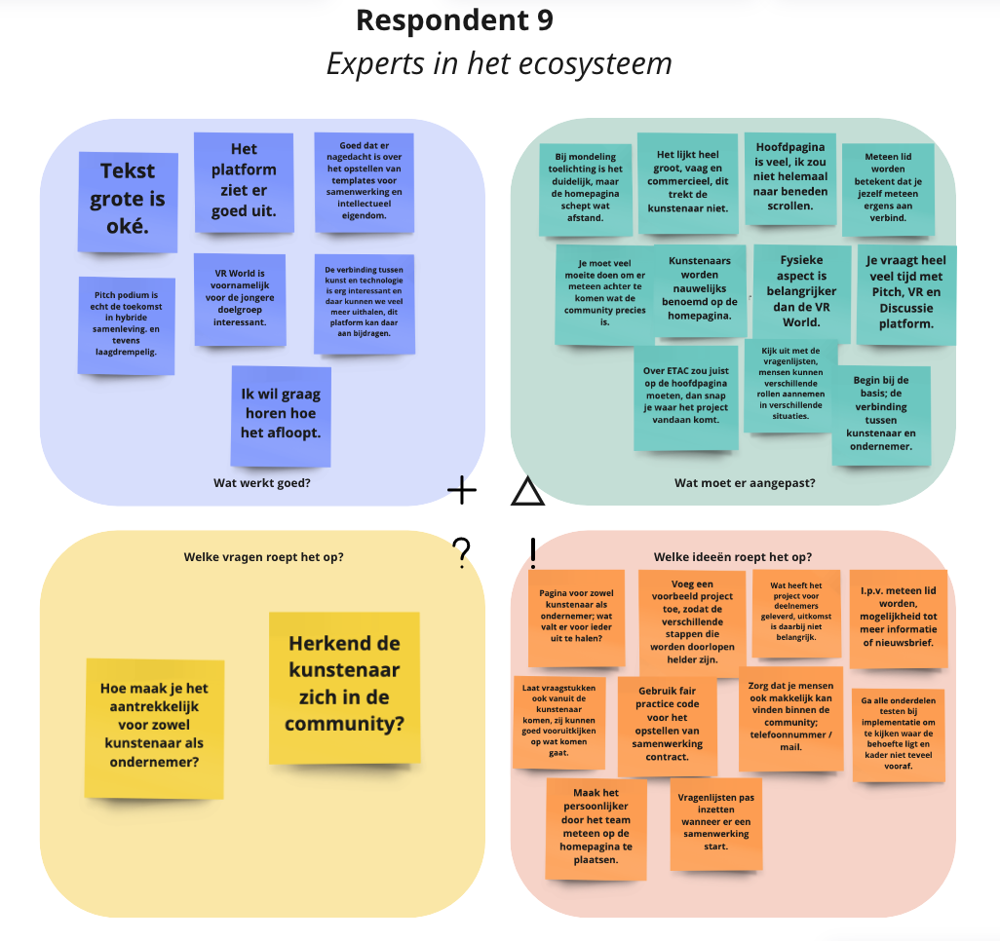 Respondent 9
Experts in het ecosysteem
Tekst
grote is
oké.
Het
platform
ziet er
goed uit.
Goed dat er
nagedacht is over
het opstellen van
templates voor
samenwerking en
intellectueel
eigendom.
Pitch podium is
echt de toekomst
in hybride
samenleving. en
tevens
laagdrempelig.
VR World is
voornamelijk
voor de jongere
doelgroep
interessant.
De verbinding tussen
kunst en technologie
is erg interessant en
daar kunnen we veel
meer uithalen, dit
platform kan daar
aan bijdragen.
Ik wil graag
horen hoe
het afloopt.
Wat werkt goed?
+
Bij mondeling
toelichting is het
duidelijk, maar
de homepagina
schept wat
afstand.
Het lijkt heel
groot, vaag en
commercieel, dit
trekt de
kunstenaar niet.
Hoofdpagina
is veel, ik zou
niet helemaal
naar beneden
scrollen.
Meteen lid
worden
betekent dat je
jezelf meteen
ergens aan
verbind.
Je moet veel
moeite doen om er
meteen achter te
komen wat de
community precies
is.
Kunstenaars
worden
nauwelijks
benoemd op de
homepagina.
Fysieke
aspect is
belangrijker
dan de VR
World.
Je vraagt heel
veel tijd met
Pitch, VR en
Discussie
platform.
Over ETAC zou juist
op de hoofdpagina
moeten, dan snap
je waar het project
vandaan komt.
Kijk uit met de
vragenlijsten,
mensen kunnen
verschillende
rollen aannemen
in verschillende
situaties.
Begin bij de
basis; de
verbinding
tussen
kunstenaar en
ondernemer.
Wat moet er aangepast?
Welke vragen roept het op?
?
Hoe maak je het
aantrekkelijk
voor zowel
kunstenaar als
ondernemer?
Herkend de
kunstenaar
zich in de
community?
!
Welke ideeën roept het op?
Pagina voor zowel
kunstenaar als
ondernemer; wat
valt er voor ieder
uit te halen?
Voeg een
voorbeeld project
toe, zodat de
verschillende
stappen die
worden doorlopen
helder zijn.
Wat heeft het
project voor
deelnemers
geleverd, uitkomst
is daarbij niet
belangrijk.
I.p.v. meteen lid
worden,
mogelijkheid tot
meer informatie
of nieuwsbrief.
Laat vraagstukken
ook vanuit de
kunstenaar
komen, zij kunnen
goed vooruitkijken
op wat komen
gaat.
Gebruik fair
practice code
voor het
opstellen van
samenwerking
contract.
Zorg dat je mensen
ook makkelijk kan
vinden binnen de
community;
telefoonnummer /
mail.
Ga alle onderdelen
testen bij
implementatie om
te kijken waar de
behoefte ligt en
kader niet teveel
vooraf.
Maak het
persoonlijker
door het team
meteen op de
homepagina te
plaatsen.
Vragenlijsten pas
inzetten
wanneer er een
samenwerking
start.